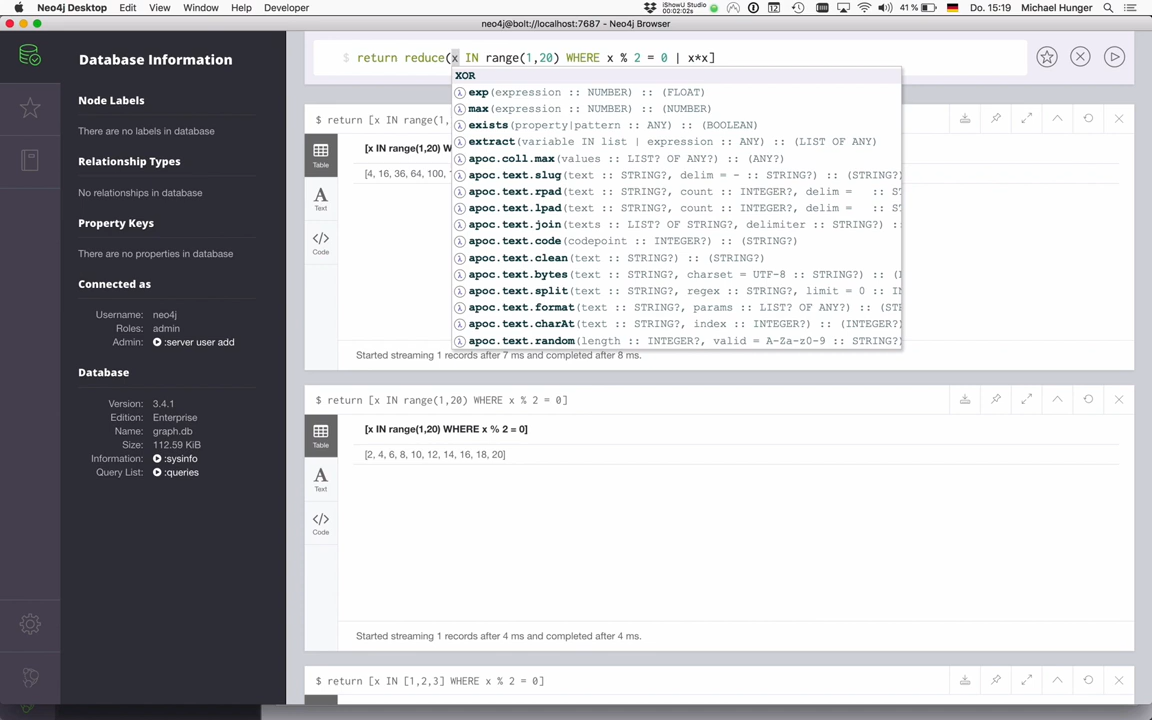 Neo4j Desktop Edit View Window Help Developer
iShowU Studio
00:02:02s
12
41 % Do. 15:19 Michael Hunger
neo4j@bolt://localhost:7687 - Neo4j Browser
Database Information
Node Labels
There are no labels in database
Relationship Types
No relationships in database
Property Keys
There are no properties in database
Connected as
Username: neo4j
Roles: admin
Admin: :server user add
Database
Version: 3.4.1
Edition: Enterprise
Name: graph.db
Size: 112.59 KiB
Information: :sysinfo
Query List: :queries
$ return reduce(x IN range(1,20) WHERE x % 2 = 0 | x*x]
XOR
exp(expression :: NUMBER) :: (FLOAT)
max(expression :: NUMBER) :: (NUMBER)
exists(property|pattern :: ANY) :: (BOOLEAN)
extract(variable IN list | expression :: ANY) :: (LIST OF ANY)
apoc.coll.max(values :: LIST? OF ANY?) :: (ANY?)
apoc.text.slug(text :: STRING?, delim = - :: STRING?) :: (STRING?)
apoc.text.rpad(text :: STRING?, count :: INTEGER?, delim = :: ST
apoc.text.lpad(text :: STRING?, count :: INTEGER?, delim = :: ST
apoc.text.join(texts :: LIST? OF STRING?, delimiter :: STRING?) :
apoc.text.code(codepoint :: INTEGER?) :: (STRING?)
apoc.text.clean(text :: STRING?) :: (STRING?)
apoc.text.bytes(text :: STRING?, charset = UTF-8 :: STRING?) :: (
apoc.text.split(text :: STRING?, regex :: STRING?, limit = 0 :: IN
apoc.text.format(text :: STRING?, params :: LIST? OF ANY?) :: (ST
apoc.text.charAt(text :: STRING?, index :: INTEGER?) :: (INTEGER?)
apoc.text.random(length :: INTEGER?, valid = A-Za-z0-9 :: STRING?)
$ return [x IN range(1,
Table
Text
Code
[x IN range(1,20) W
[4, 16, 36, 64, 100,
Started streaming 1 records after 7 ms and completed after 8 ms.
$ return [x IN range(1,20) WHERE x % 2 = 0]
Table
Text
Code
[x IN range(1,20) WHERE x % 2 = 0]
[2, 4, 6, 8, 10, 12, 14, 16, 18, 20]
Started streaming 1 records after 4 ms and completed after 4 ms.
$ return [x IN [1,2,3] WHERE x % 2 = 0]